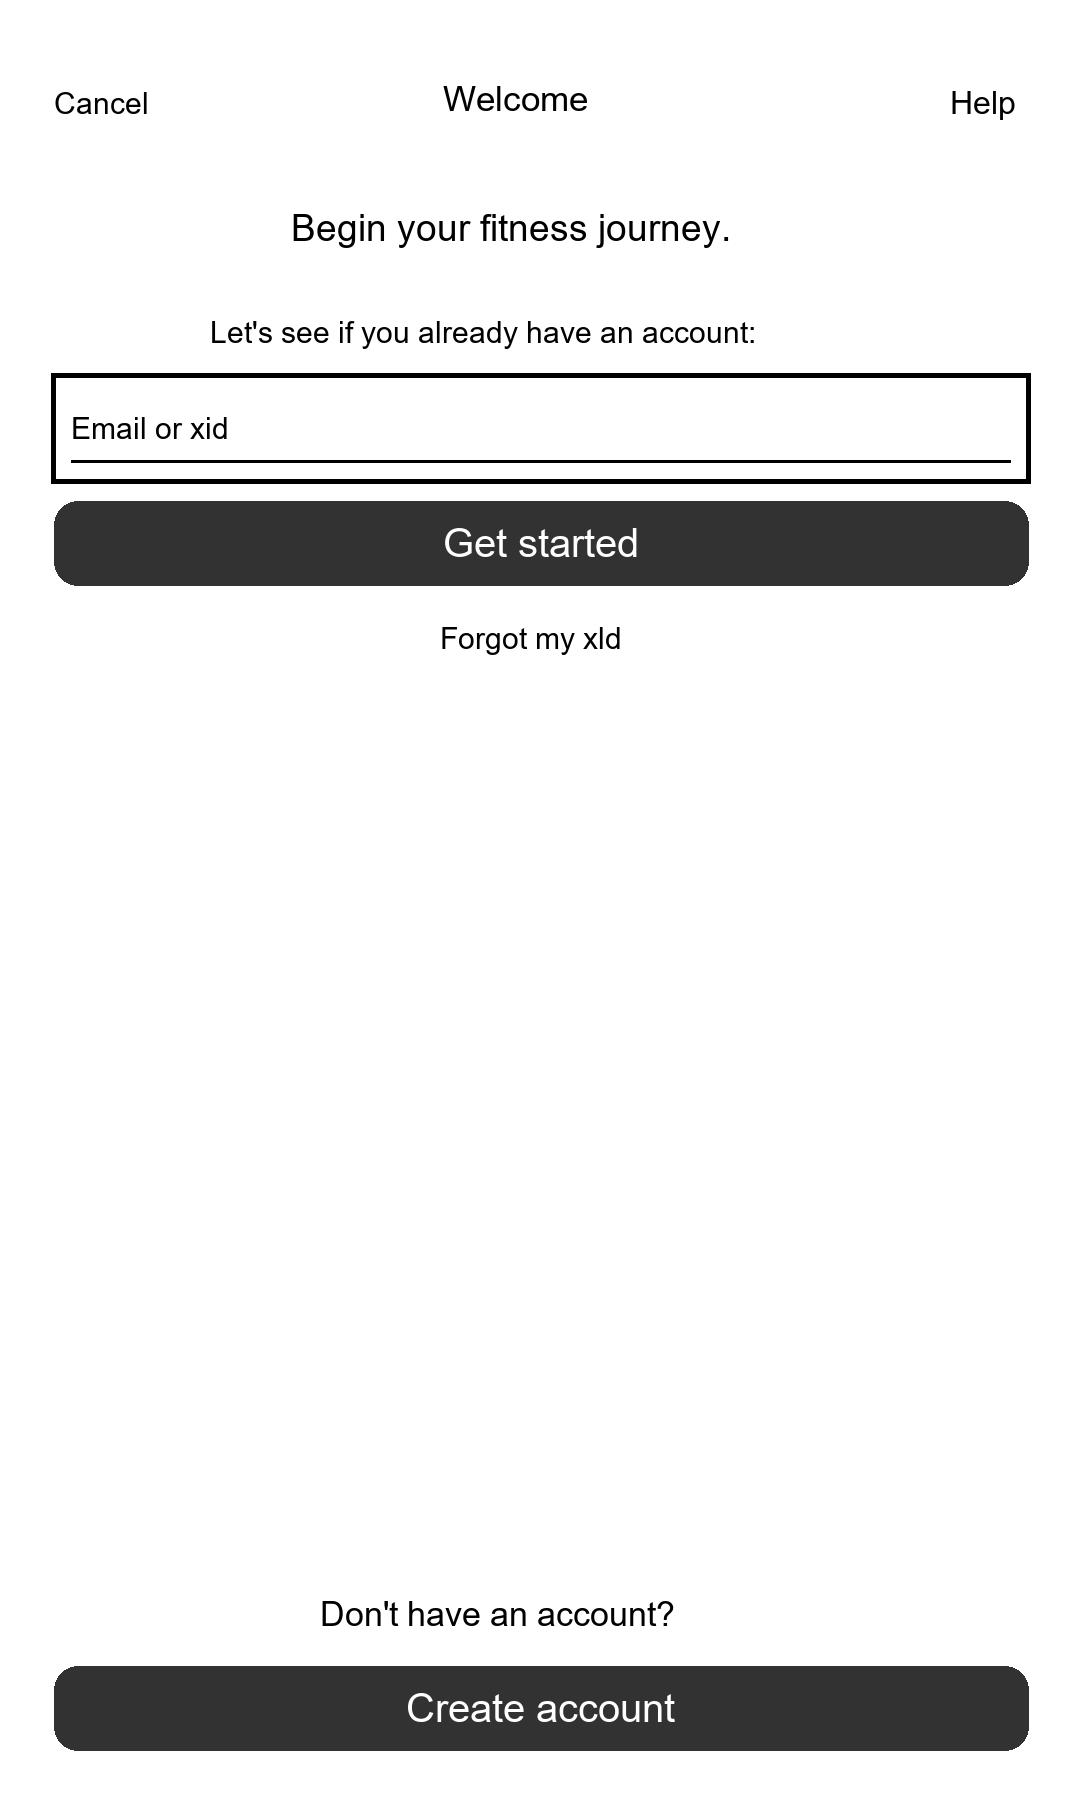 Cancel Welcome Help
Begin your fitness journey.
Let's see if you already have an account:
Email or xid
Get started
Forgot my xld
Don't have an account?
Create account